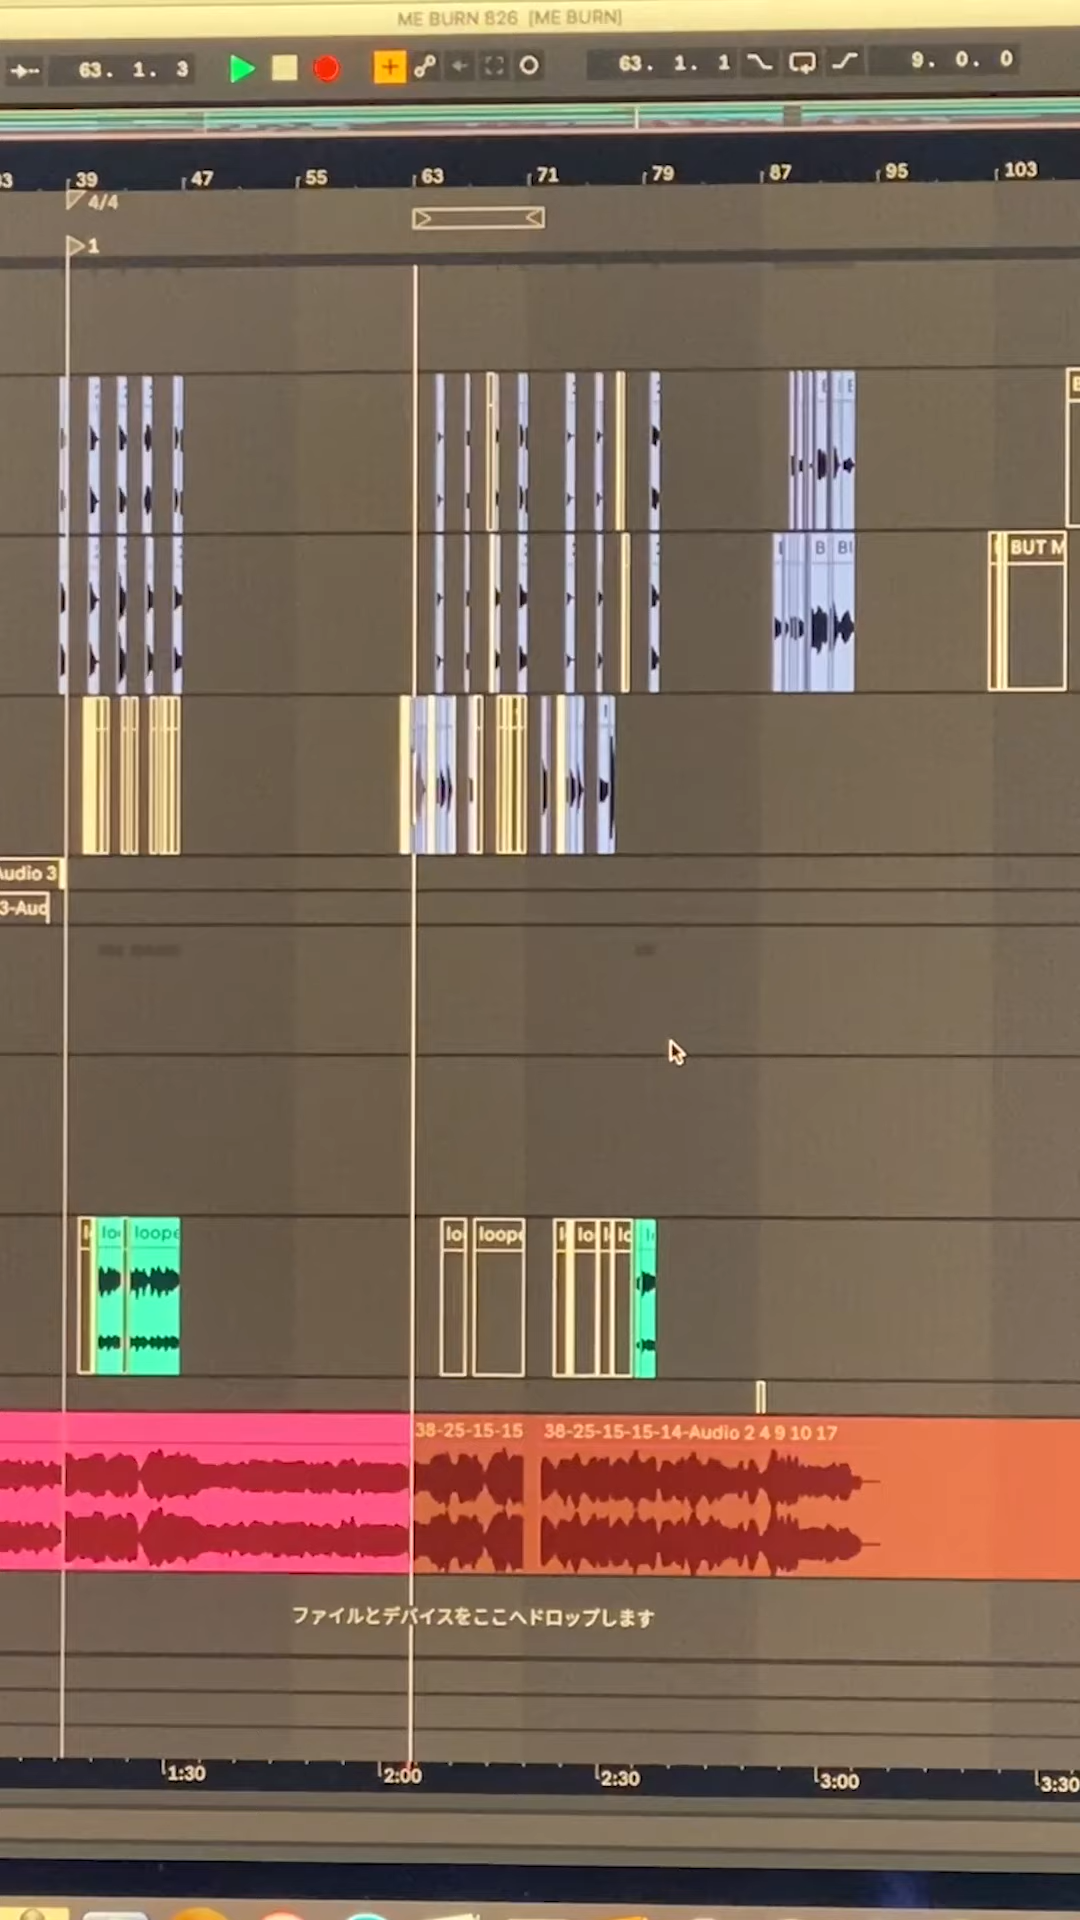 ME BURN 826 [ME BURN]
63. 1. 3
63. 1. 1
9. 0. 0
39 47 55 63 71 79 87 95 103
4/4
1
BUT M
Audio 3
3-Aud
loope
loope
38-25-15-15
38-25-15-15-14-Audio 2 4 9 10 17
ファイルとデバイスをここへドロップします
1:30 2:00 2:30 3:00 3:30